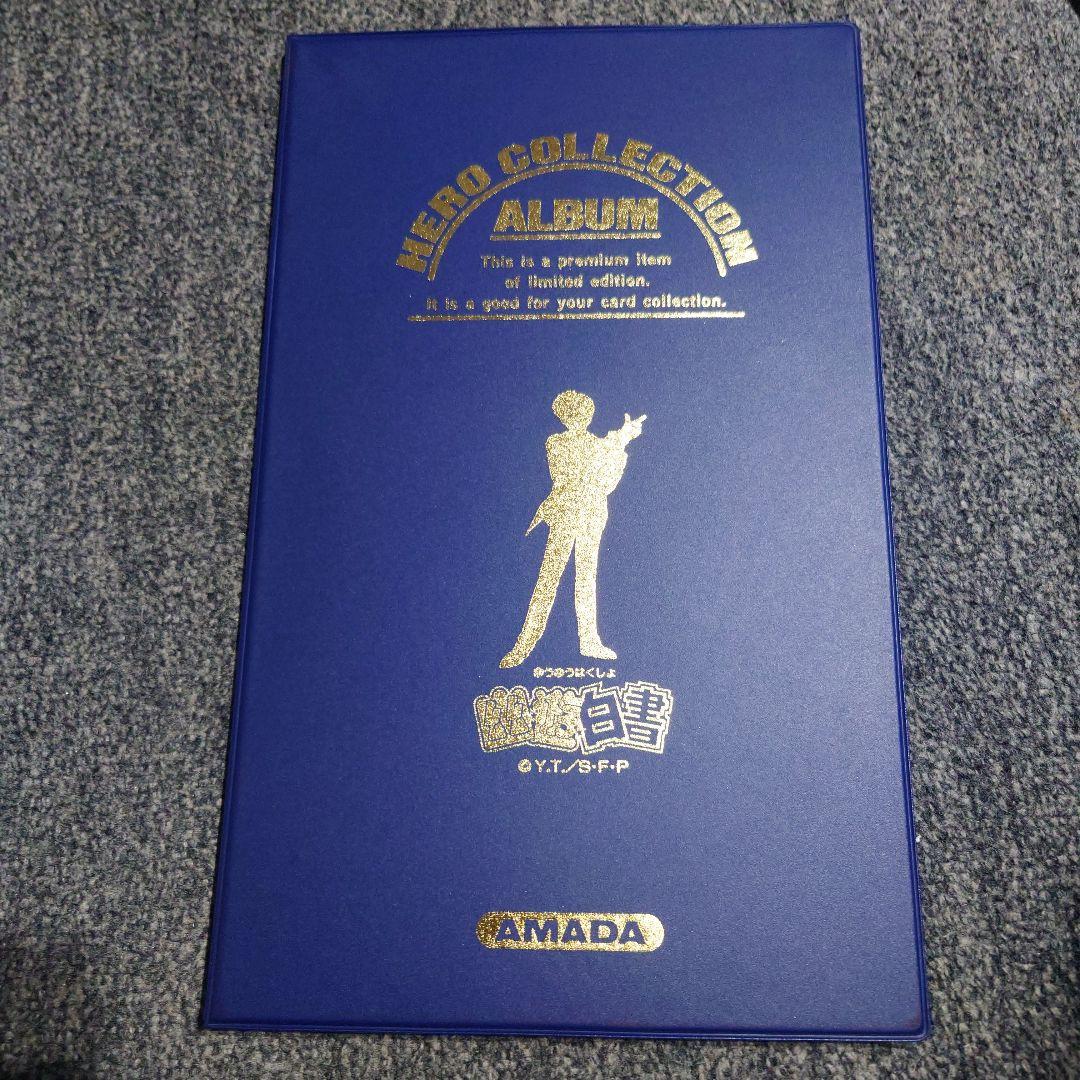 HERO COLLECTION
ALBUM
This is a premium item
of limited edition.
It is a good for your card collection.
ゆうゆうはくしょ
幽遊白書
©Y.T./S・F・P
AMADA